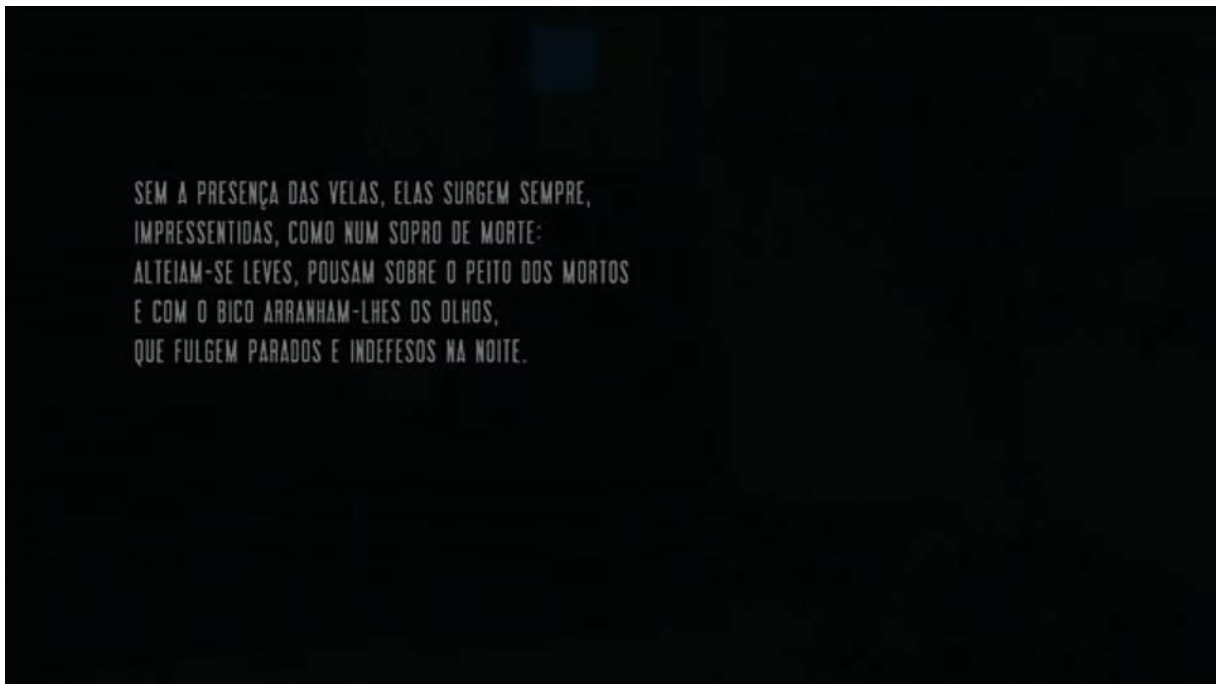 SEM A PRESENÇA DAS VELAS, ELAS SURGEM SEMPRE,
IMPRESSENTIDAS, COMO NUM SOPRO DE MORTE:
ALTEIAM-SE LEVES, POUSAM SOBRE O PEITO DOS MORTOS
E COM O BICO ARRANHAM-LHES OS OLHOS,
QUE FULGEM PARADOS E INDEFESOS NA NOITE.